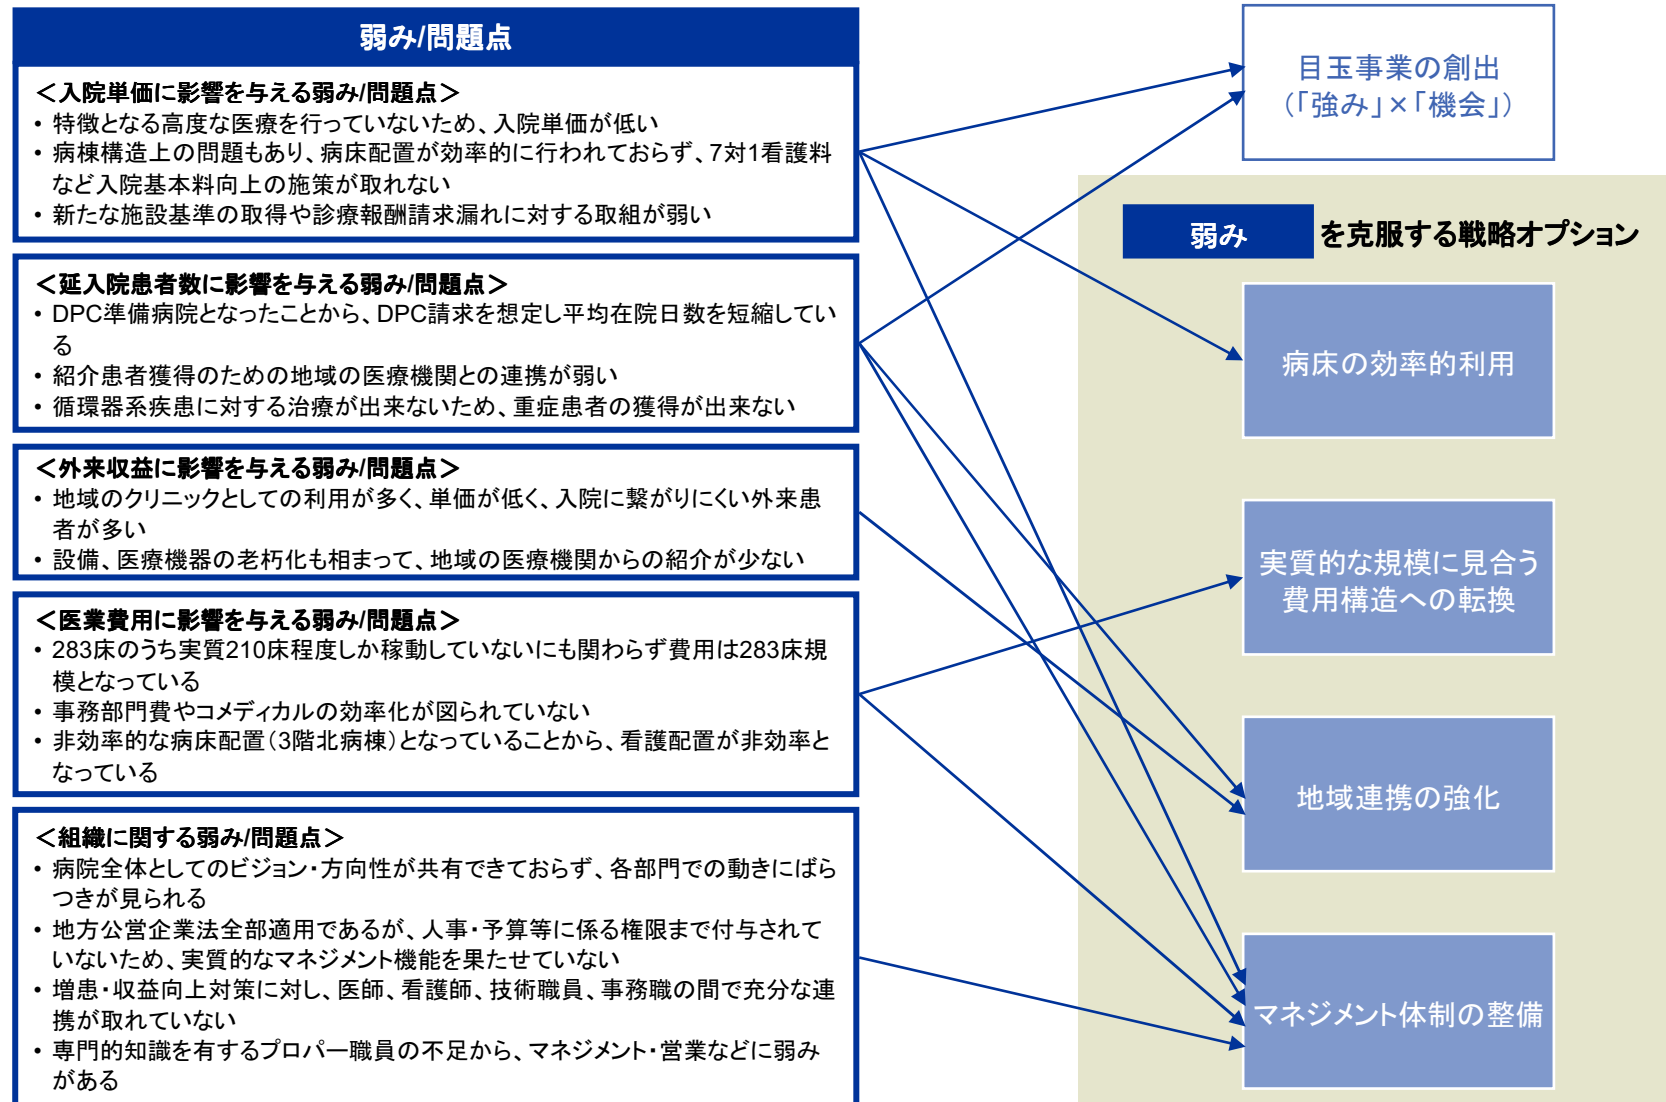 弱み/問題点
＜入院単価に影響を与える弱み/問題点＞
• 特徴となる高度な医療を行っていないため、入院単価が低い
• 病棟構造上の問題もあり、病床配置が効率的に行われておらず、7対1看護料
など入院基本料向上の施策が取れない
• 新たな施設基準の取得や診療報酬請求漏れに対する取組が弱い
＜延入院患者数に影響を与える弱み/問題点＞
• DPC準備病院となったことから、DPC請求を想定し平均在院日数を短縮してい
る
• 紹介患者獲得のための地域の医療機関との連携が弱い
• 循環器系疾患に対する治療が出来ないため、重症患者の獲得が出来ない
＜外来収益に影響を与える弱み/問題点＞
• 地域のクリニックとしての利用が多く、単価が低く、入院に繋がりにくい外来患
者が多い
• 設備、医療機器の老朽化も相まって、地域の医療機関からの紹介が少ない
＜医業費用に影響を与える弱み/問題点＞
• 283床のうち実質210床程度しか稼動していないにも関わらず費用は283床規
模となっている
• 事務部門費やコメディカルの効率化が図られていない
• 非効率的な病床配置（3階北病棟）となっていることから、看護配置が非効率と
なっている
＜組織に関する弱み/問題点＞
• 病院全体としてのビジョン・方向性が共有できておらず、各部門での動きにばら
つきが見られる
• 地方公営企業法全部適用であるが、人事・予算等に係る権限まで付与されて
いないため、実質的なマネジメント機能を果たせていない
• 増患・収益向上対策に対し、医師、看護師、技術職員、事務職の間で充分な連
携が取れていない
• 専門的知識を有するプロパー職員の不足から、マネジメント・営業などに弱み
がある
目玉事業の創出
（「強み」×「機会」）
弱み を克服する戦略オプション
病床の効率的利用
実質的な規模に見合う
費用構造への転換
地域連携の強化
マネジメント体制の整備